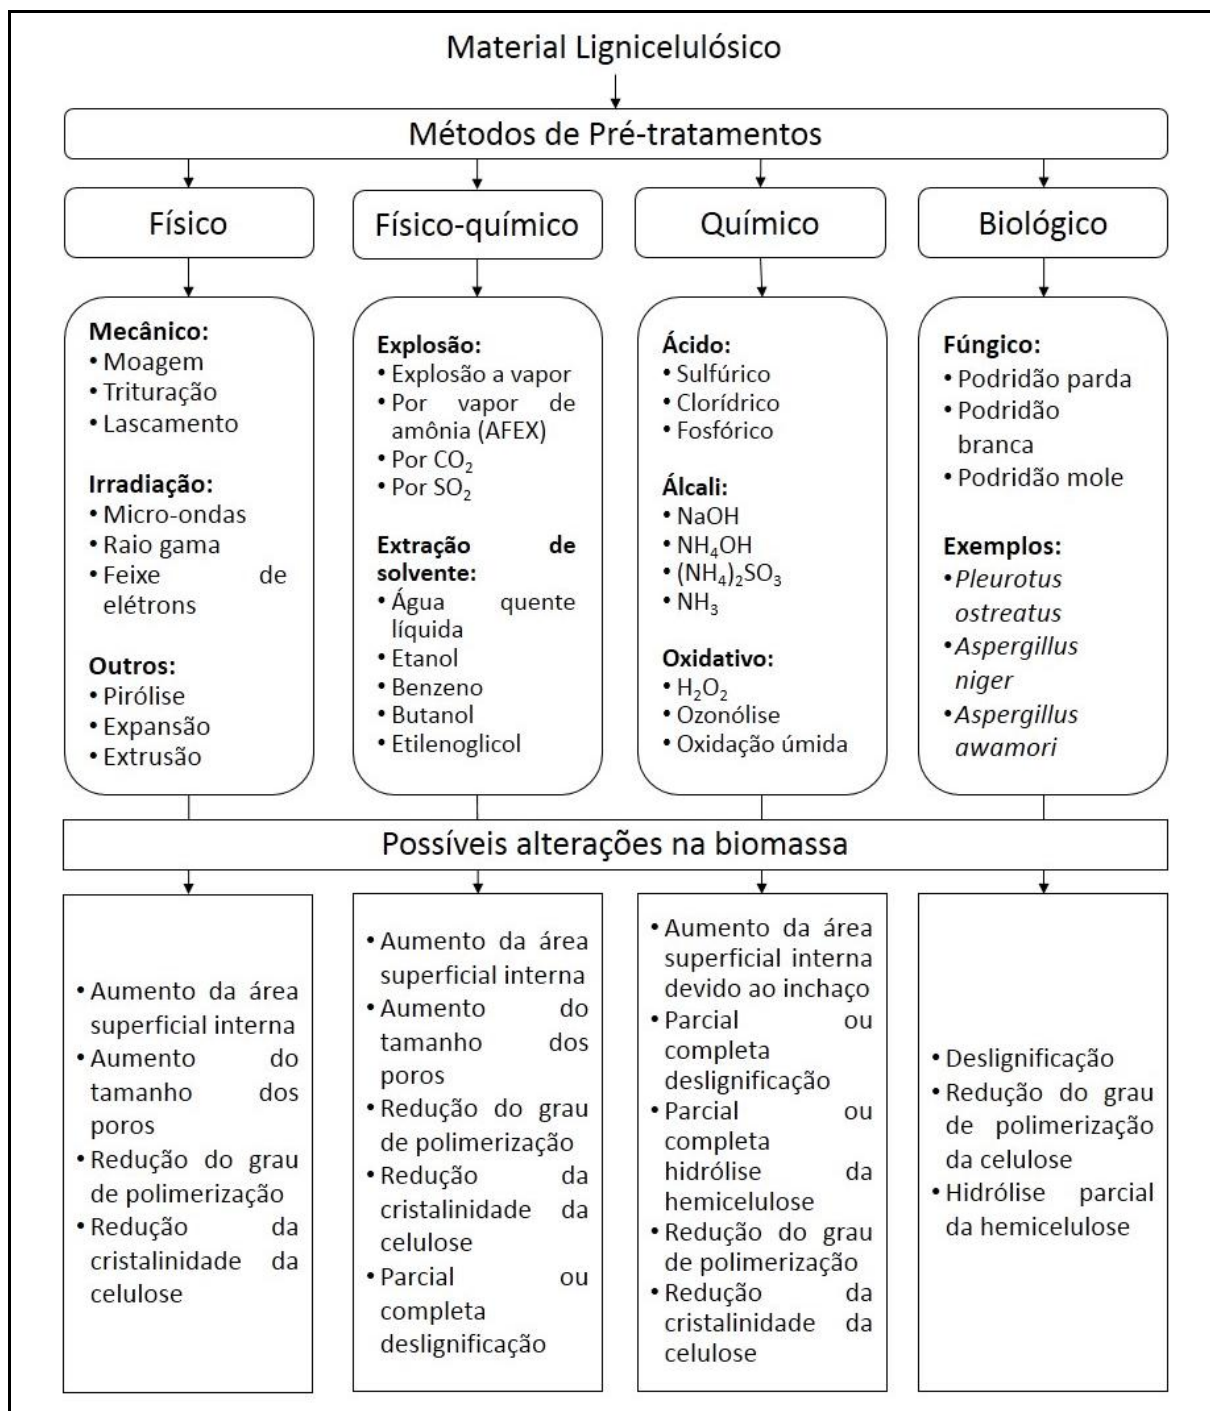 Material Lignicelulósico
Métodos de Pré-tratamentos
Físico
Físico-químico
Químico
Biológico
Mecânico:
• Moagem
• Trituração
• Lascamento
Irradiação:
• Micro-ondas
• Raio gama
• Feixe de
elétrons
Outros:
• Pirólise
• Expansão
• Extrusão
Explosão:
• Explosão a vapor
• Por vapor de
amônia (AFEX)
• Por CO₂
• Por SO₂
Extração de
solvente:
• Água quente
líquida
• Etanol
• Benzeno
• Butanol
• Etilenoglicol
Ácido:
• Sulfúrico
• Clorídrico
• Fosfórico
Álcali:
• NaOH
• NH₄OH
• (NH₄)₂SO₃
• NH₃
Oxidativo:
• H₂O₂
• Ozonólise
• Oxidação úmida
Fúngico:
• Podridão parda
• Podridão
branca
• Podridão mole
Exemplos:
• Pleurotus
ostreatus
• Aspergillus
niger
• Aspergillus
awamori
Possíveis alterações na biomassa
• Aumento da área
superficial interna
• Aumento do
tamanho dos
poros
• Redução do grau
de polimerização
• Redução da
cristalinidade da
celulose
• Aumento da área
superficial interna
• Aumento do
tamanho dos
poros
• Redução do grau
de polimerização
• Redução da
cristalinidade da
celulose
• Parcial ou
completa
deslignificação
• Aumento da área
superficial interna
devido ao inchaço
• Parcial ou
completa
deslignificação
• Parcial ou
completa
hidrólise da
hemicelulose
• Redução do grau
de polimerização
• Redução da
cristalinidade da
celulose
• Deslignificação
• Redução do grau
de polimerização
da celulose
• Hidrólise parcial
da hemicelulose